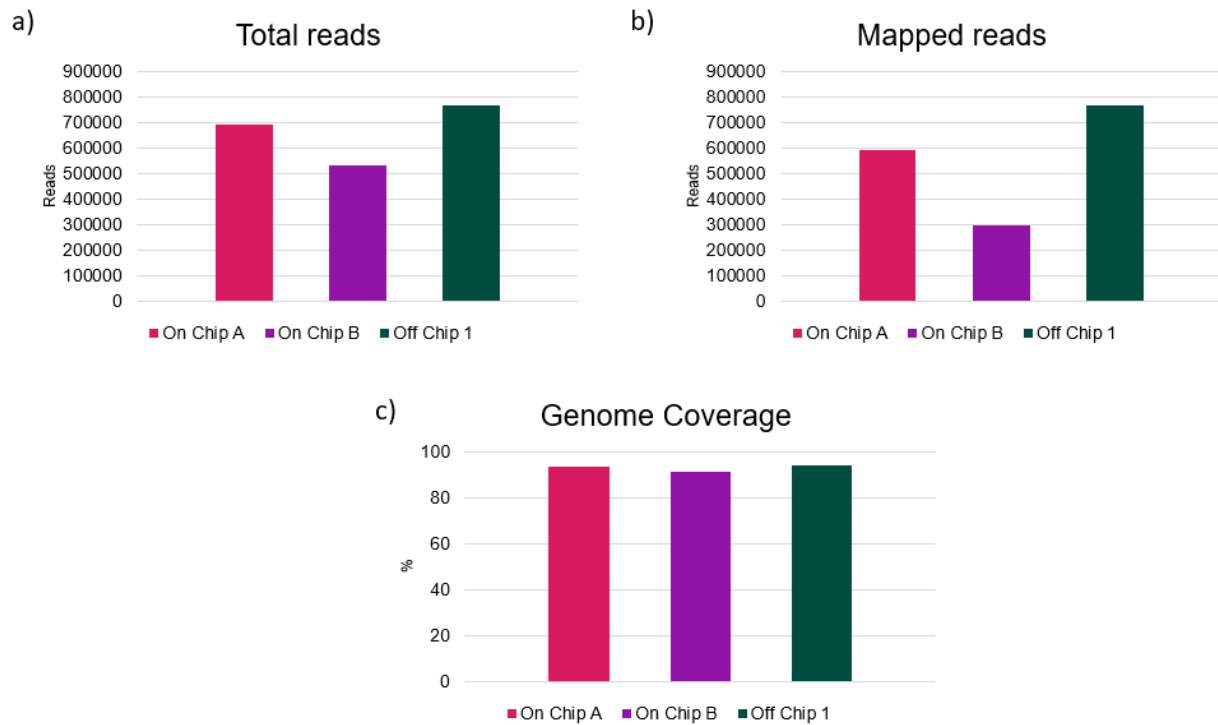 a)
Total reads
900000
800000
700000
600000
500000
400000
300000
200000
100000
0
Reads
On Chip A On Chip B Off Chip 1
b)
Mapped reads
900000
800000
700000
600000
500000
400000
300000
200000
100000
0
Reads
On Chip A On Chip B Off Chip 1
c)
Genome Coverage
100
80
60
40
20
0
%
On Chip A On Chip B Off Chip 1